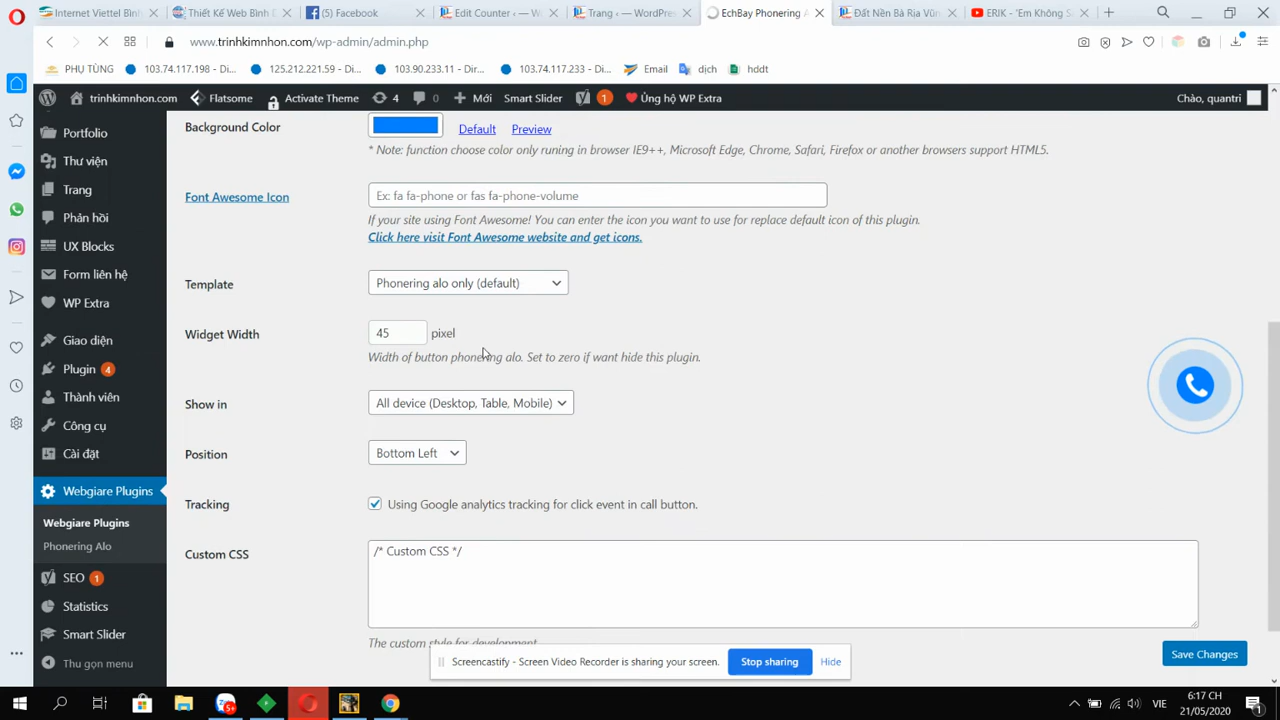 Internet Viettel Bình
Thiết Kế Web Bình Đ
(5) Facebook
Edit Counter ‹ — W
Trang ‹ — WordPre
EchBay Phonering A
Đất Nền Bà Rịa Vũn
ERIK - 'Em Không S
www.trinhkimnhon.com/wp-admin/admin.php
PHỤ TÙNG
103.74.117.198 - Di...
125.212.221.59 - Di...
103.90.233.11 - Dir...
103.74.117.233 - Di...
Email
dịch
hddt
trinhkimnhon.com
Flatsome
Activate Theme
4
0
Mới
Smart Slider
1
Ủng hộ WP Extra
Chào, quantri
Portfolio
Thư viện
Trang
Phản hồi
UX Blocks
Form liên hệ
WP Extra
Giao diện
Plugin 4
Thành viên
Công cụ
Cài đặt
Webgiare Plugins
Webgiare Plugins
Phonering Alo
SEO 1
Statistics
Smart Slider
Thu gọn menu
Background Color
Default
Preview
* Note: function choose color only runing in browser IE9++, Microsoft Edge, Chrome, Safari, Firefox or another browsers support HTML5.
Font Awesome Icon
Ex: fa fa-phone or fas fa-phone-volume
If your site using Font Awesome! You can enter the icon you want to use for replace default icon of this plugin.
Click here visit Font Awesome website and get icons.
Template
Phonering alo only (default)
Widget Width
45
pixel
Width of button phonering alo. Set to zero if want hide this plugin.
Show in
All device (Desktop, Table, Mobile)
Position
Bottom Left
Tracking
Using Google analytics tracking for click event in call button.
Custom CSS
/* Custom CSS */
The custom style for development
Save Changes
Screencastify - Screen Video Recorder is sharing your screen.
Stop sharing
Hide
5+
VIE
6:17 CH
21/05/2020
1